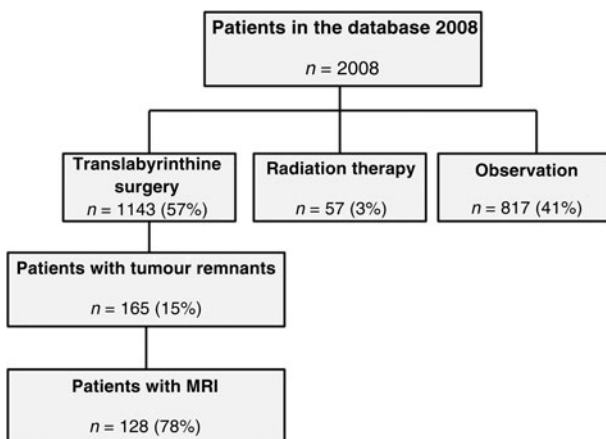 Patients in the database 2008
n = 2008
Translabyrinthine
surgery
n = 1143 (57%)
Radiation therapy
n = 57 (3%)
Observation
n = 817 (41%)
Patients with tumour remnants
n = 165 (15%)
Patients with MRI
n = 128 (78%)